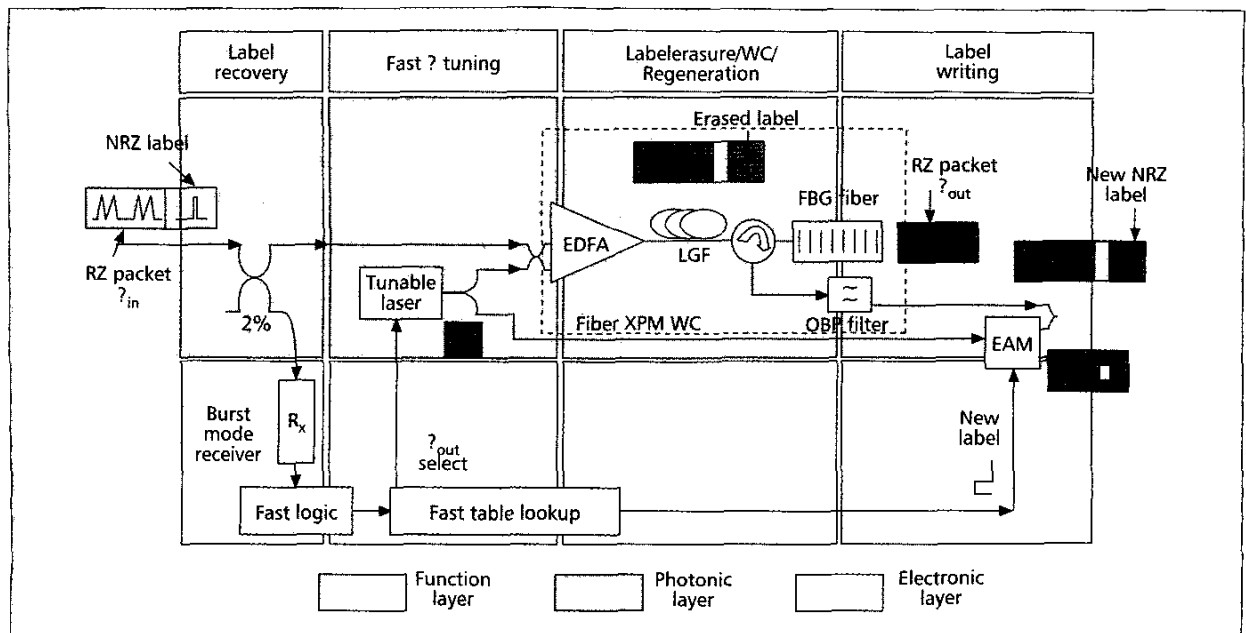 Label
recovery
Fast ? tuning
Labelerasure/WC/
Regeneration
Label
writing
NRZ label
RZ packet
?in
2%
Tunable
laser
EDFA
Erased label
LGF
FBG fiber
Fiber XPM WC
OBP filter
RZ packet
?out
New NRZ
label
EAM
Burst
mode
receiver
Rx
?out
select
New
label
Fast logic
Fast table lookup
Function
layer
Photonic
layer
Electronic
layer